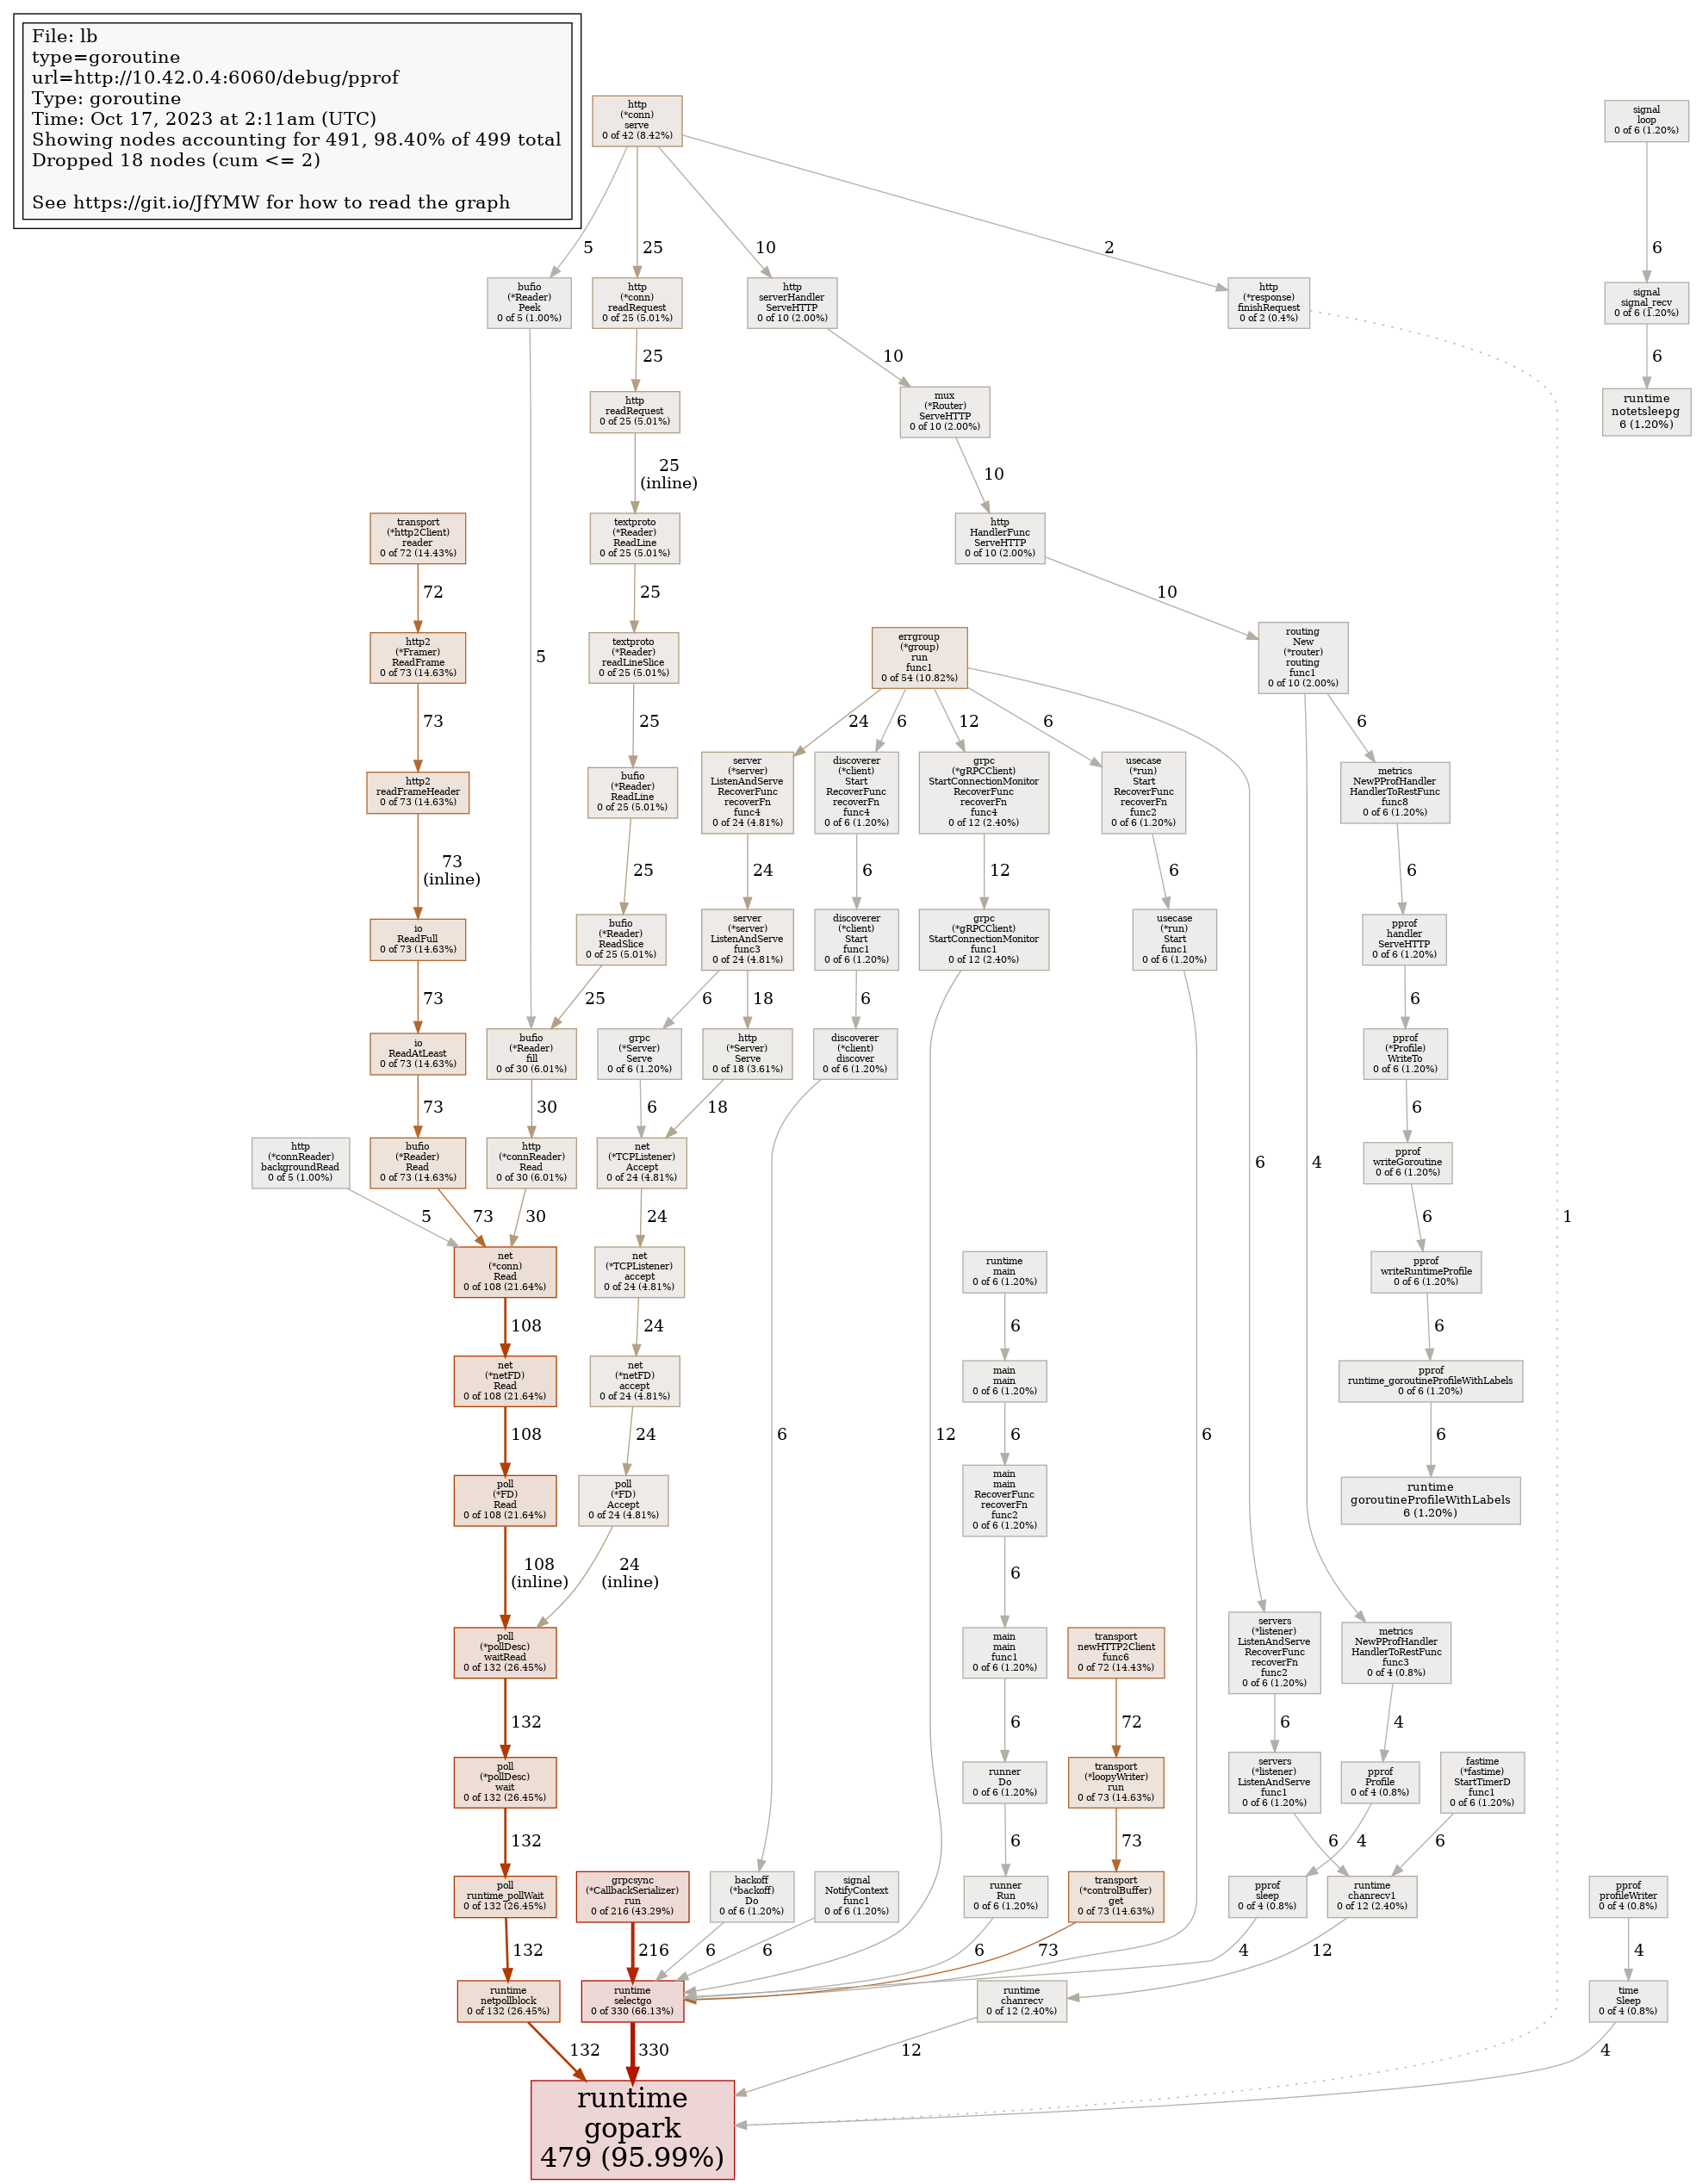 File: lb
type=goroutine
url=http://10.42.0.4:6060/debug/pprof
Type: goroutine
Time: Oct 17, 2023 at 2:11am (UTC)
Showing nodes accounting for 491, 98.40% of 499 total
Dropped 18 nodes (cum <= 2)
See https://git.io/JfYMW for how to read the graph
http
(*conn)
serve
0 of 42 (8.42%)
signal
loop
0 of 6 (1.20%)
5
25
10
2
6
bufio
(*Reader)
Peek
0 of 5 (1.00%)
http
(*conn)
readRequest
0 of 25 (5.01%)
http
serverHandler
ServeHTTP
0 of 10 (2.00%)
http
(*response)
finishRequest
0 of 2 (0.4%)
signal
signal_recv
0 of 6 (1.20%)
25
10
6
http
readRequest
0 of 25 (5.01%)
mux
(*Router)
ServeHTTP
0 of 10 (2.00%)
runtime
notetsleepg
6 (1.20%)
25
(inline)
10
transport
(*http2Client)
reader
0 of 72 (14.43%)
textproto
(*Reader)
ReadLine
0 of 25 (5.01%)
http
HandlerFunc
ServeHTTP
0 of 10 (2.00%)
72
25
10
http2
(*Framer)
ReadFrame
0 of 73 (14.63%)
5
textproto
(*Reader)
readLineSlice
0 of 25 (5.01%)
errgroup
(*group)
run
func1
0 of 54 (10.82%)
routing
New
(*router)
routing
func1
0 of 10 (2.00%)
73
25
24
6
12
6
6
http2
readFrameHeader
0 of 73 (14.63%)
bufio
(*Reader)
ReadLine
0 of 25 (5.01%)
server
(*server)
ListenAndServe
RecoverFunc
recoverFn
func4
0 of 24 (4.81%)
discoverer
(*client)
Start
RecoverFunc
recoverFn
func4
0 of 6 (1.20%)
grpc
(*gRPCClient)
StartConnectionMonitor
RecoverFunc
recoverFn
func4
0 of 12 (2.40%)
usecase
(*run)
Start
RecoverFunc
recoverFn
func2
0 of 6 (1.20%)
metrics
NewPProfHandler
HandlerToRestFunc
func8
0 of 6 (1.20%)
73
(inline)
25
24
6
12
6
6
io
ReadFull
0 of 73 (14.63%)
bufio
(*Reader)
ReadSlice
0 of 25 (5.01%)
server
(*server)
ListenAndServe
func3
0 of 24 (4.81%)
discoverer
(*client)
Start
func1
0 of 6 (1.20%)
grpc
(*gRPCClient)
StartConnectionMonitor
func1
0 of 12 (2.40%)
usecase
(*run)
Start
func1
0 of 6 (1.20%)
pprof
handler
ServeHTTP
0 of 6 (1.20%)
73
25
6
18
6
6
io
ReadAtLeast
0 of 73 (14.63%)
bufio
(*Reader)
fill
0 of 30 (6.01%)
grpc
(*Server)
Serve
0 of 6 (1.20%)
http
(*Server)
Serve
0 of 18 (3.61%)
discoverer
(*client)
discover
0 of 6 (1.20%)
pprof
(*Profile)
WriteTo
0 of 6 (1.20%)
73
30
6
18
6
http
(*connReader)
backgroundRead
0 of 5 (1.00%)
bufio
(*Reader)
Read
0 of 73 (14.63%)
http
(*connReader)
Read
0 of 30 (6.01%)
net
(*TCPListener)
Accept
0 of 24 (4.81%)
6
4
pprof
writeGoroutine
0 of 6 (1.20%)
5
73
30
24
6
1
net
(*conn)
Read
0 of 108 (21.64%)
net
(*TCPListener)
accept
0 of 24 (4.81%)
runtime
main
0 of 6 (1.20%)
pprof
writeRuntimeProfile
0 of 6 (1.20%)
108
24
6
6
net
(*netFD)
Read
0 of 108 (21.64%)
net
(*netFD)
accept
0 of 24 (4.81%)
main
main
0 of 6 (1.20%)
pprof
runtime_goroutineProfileWithLabels
0 of 6 (1.20%)
108
24
6
12
6
6
6
poll
(*FD)
Read
0 of 108 (21.64%)
poll
(*FD)
Accept
0 of 24 (4.81%)
main
main
RecoverFunc
recoverFn
func2
0 of 6 (1.20%)
runtime
goroutineProfileWithLabels
6 (1.20%)
108
(inline)
24
(inline)
6
poll
(*pollDesc)
waitRead
0 of 132 (26.45%)
main
main
func1
0 of 6 (1.20%)
transport
newHTTP2Client
func6
0 of 72 (14.43%)
servers
(*listener)
ListenAndServe
RecoverFunc
recoverFn
func2
0 of 6 (1.20%)
metrics
NewPProfHandler
HandlerToRestFunc
func3
0 of 4 (0.8%)
132
6
72
6
4
poll
(*pollDesc)
wait
0 of 132 (26.45%)
runner
Do
0 of 6 (1.20%)
transport
(*loopyWriter)
run
0 of 73 (14.63%)
servers
(*listener)
ListenAndServe
func1
0 of 6 (1.20%)
pprof
Profile
0 of 4 (0.8%)
fastime
(*fastime)
StartTimerD
func1
0 of 6 (1.20%)
132
6
73
6
4
6
poll
runtime_pollWait
0 of 132 (26.45%)
grpcsync
(*CallbackSerializer)
run
0 of 216 (43.29%)
backoff
(*backoff)
Do
0 of 6 (1.20%)
signal
NotifyContext
func1
0 of 6 (1.20%)
runner
Run
0 of 6 (1.20%)
transport
(*controlBuffer)
get
0 of 73 (14.63%)
pprof
sleep
0 of 4 (0.8%)
runtime
chanrecv1
0 of 12 (2.40%)
pprof
profileWriter
0 of 4 (0.8%)
132
216
6
6
6
73
4
12
4
runtime
netpollblock
0 of 132 (26.45%)
runtime
selectgo
0 of 330 (66.13%)
runtime
chanrecv
0 of 12 (2.40%)
time
Sleep
0 of 4 (0.8%)
132
330
12
4
runtime
gopark
479 (95.99%)